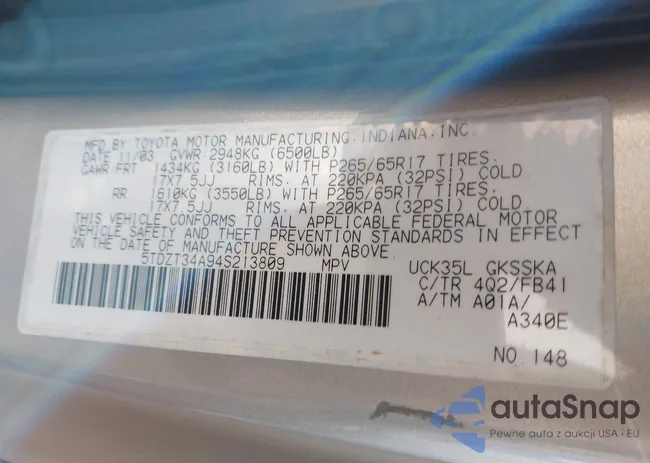 MFD.BY TOYOTA MOTOR MANUFACTURING.INDIANA.INC.
DATE 11/03 GVWR 2948KG (6500LB)
GAWR FRT 1434KG (3160LB) WITH P265/65R17 TIRES.
17X7.5JJ RIMS. AT 220KPA (32PSI) COLD
RR 1610KG (3550LB) WITH P265/65R17 TIRES.
17X7.5JJ RIMS. AT 220KPA (32PSI) COLD
THIS VEHICLE CONFORMS TO ALL APPLICABLE FEDERAL MOTOR
VEHICLE SAFETY AND THEFT PREVENTION STANDARDS IN EFFECT
ON THE DATE OF MANUFACTURE SHOWN ABOVE.
5TDZT34A94S213809 MPV UCK35L GKSSKA
C/TR 4Q2/FB41
A/TM A01A/
A340E
NO.148
autaSnap
Pewne auta z aukcji USA i EU